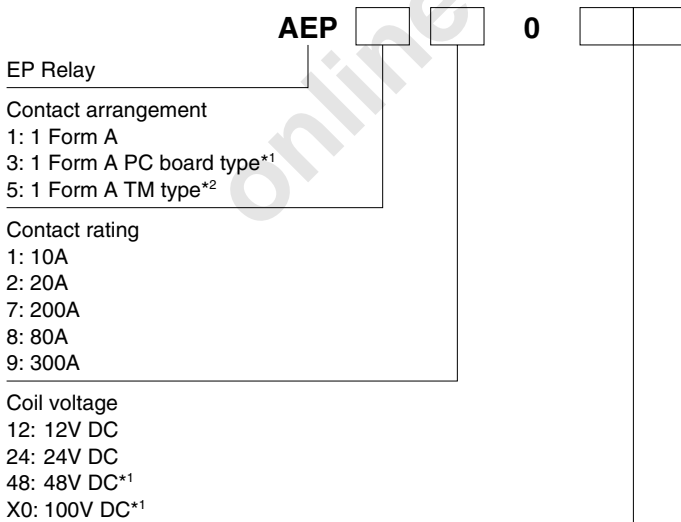 AEP 0
EP Relay
Contact arrangement
1: 1 Form A
3: 1 Form A PC board type*1
5: 1 Form A TM type*2
Contact rating
1: 10A
2: 20A
7: 200A
8: 80A
9: 300A
Coil voltage
12: 12V DC
24: 24V DC
48: 48V DC*1
X0: 100V DC*1
online